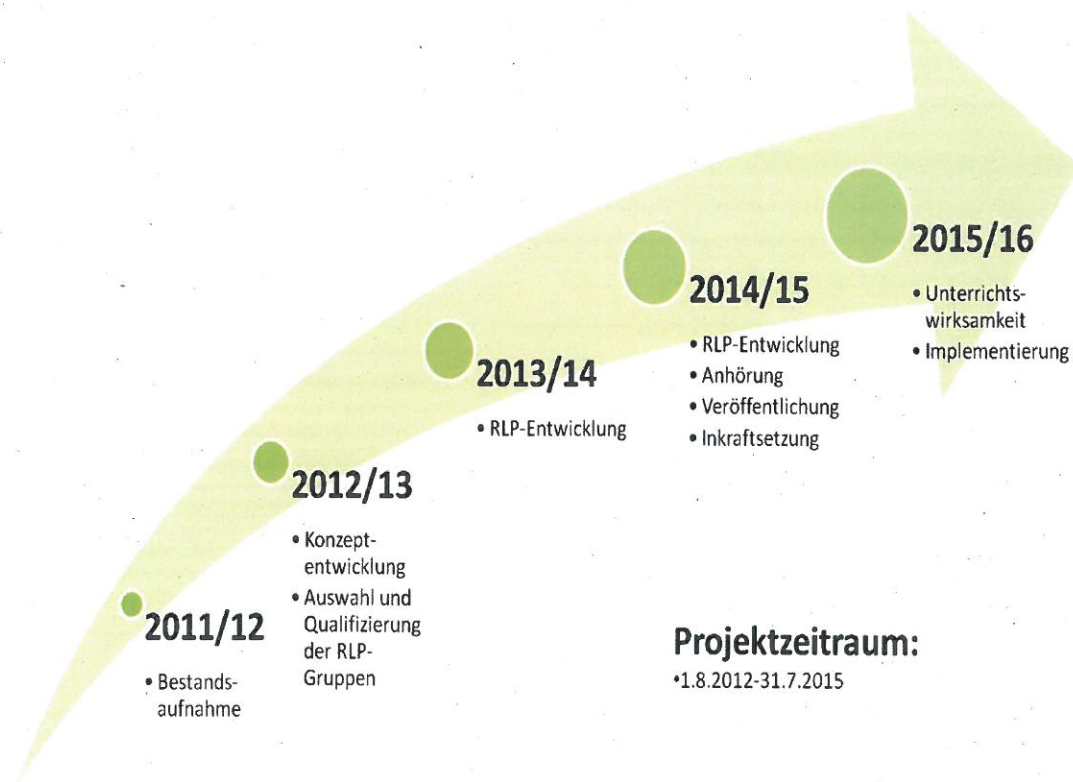 2011/12
• Bestands-
aufnahme
2012/13
• Konzept-
entwicklung
• Auswahl und
Qualifizierung
der RLP-
Gruppen
2013/14
• RLP-Entwicklung
2014/15
• RLP-Entwicklung
• Anhörung
• Veröffentlichung
• Inkraftsetzung
2015/16
• Unterrichts-
wirksamkeit
• Implementierung
Projektzeitraum:
•1.8.2012-31.7.2015